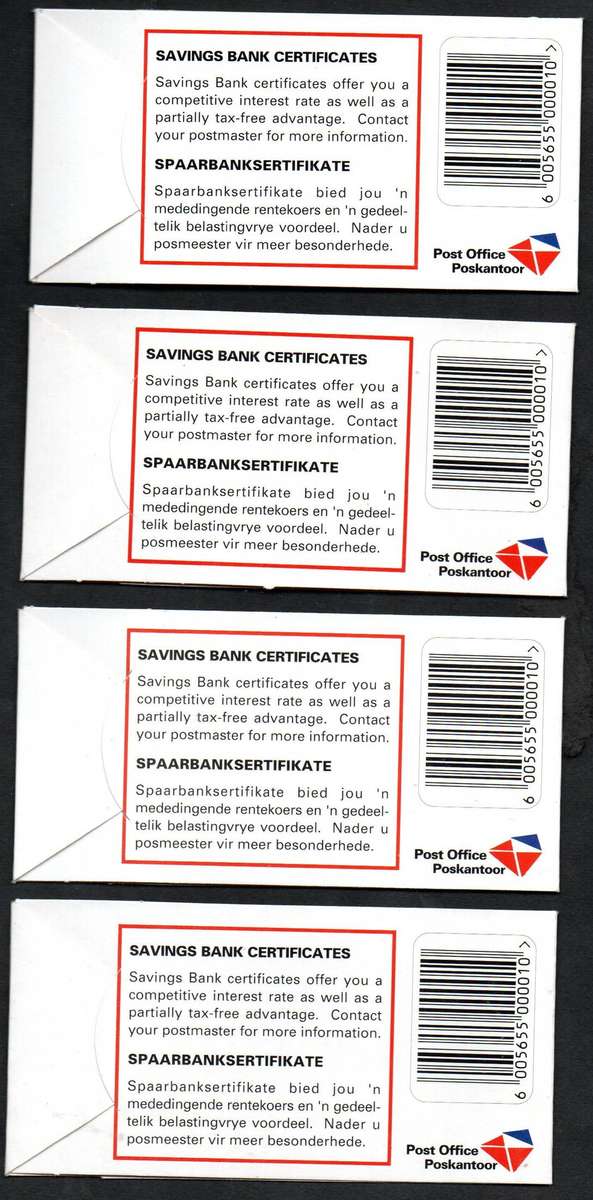 SAVINGS BANK CERTIFICATES
Savings Bank certificates offer you a
competitive interest rate as well as a
partially tax-free advantage. Contact
your postmaster for more information.
SPAARBANKSERTIFIKATE
Spaarbanksertifikate bied jou 'n
mededingende rentekoers en 'n gedeel-
telik belastingvrye voordeel. Nader u
posmeester vir meer besonderhede.
6 005655 000010 >
Post Office
Poskantoor
SAVINGS BANK CERTIFICATES
Savings Bank certificates offer you a
competitive interest rate as well as a
partially tax-free advantage. Contact
your postmaster for more information.
SPAARBANKSERTIFIKATE
Spaarbanksertifikate bied jou 'n
mededingende rentekoers en 'n gedeel-
telik belastingvrye voordeel. Nader u
posmeester vir meer besonderhede.
6 005655 000010 >
Post Office
Poskantoor
SAVINGS BANK CERTIFICATES
Savings Bank certificates offer you a
competitive interest rate as well as a
partially tax-free advantage. Contact
your postmaster for more information.
SPAARBANKSERTIFIKATE
Spaarbanksertifikate bied jou 'n
mededingende rentekoers en 'n gedeel-
telik belastingvrye voordeel. Nader u
posmeester vir meer besonderhede.
6 005655 000010 >
Post Office
Poskantoor
SAVINGS BANK CERTIFICATES
Savings Bank certificates offer you a
competitive interest rate as well as a
partially tax-free advantage. Contact
your postmaster for more information.
SPAARBANKSERTIFIKATE
Spaarbanksertifikate bied jou 'n
mededingende rentekoers en 'n gedeel-
telik belastingvrye voordeel. Nader u
posmeester vir meer besonderhede.
6 005655 000010 >
Post Office
Poskantoor